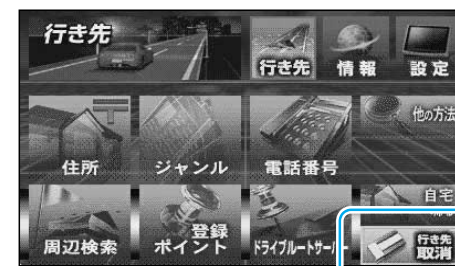 行き先
行き先 情報 設定
住所 ジャンル 電話番号 他の方法
自宅
周辺検索 登録
ポイント ドライブルートサーバー 行き先
取消